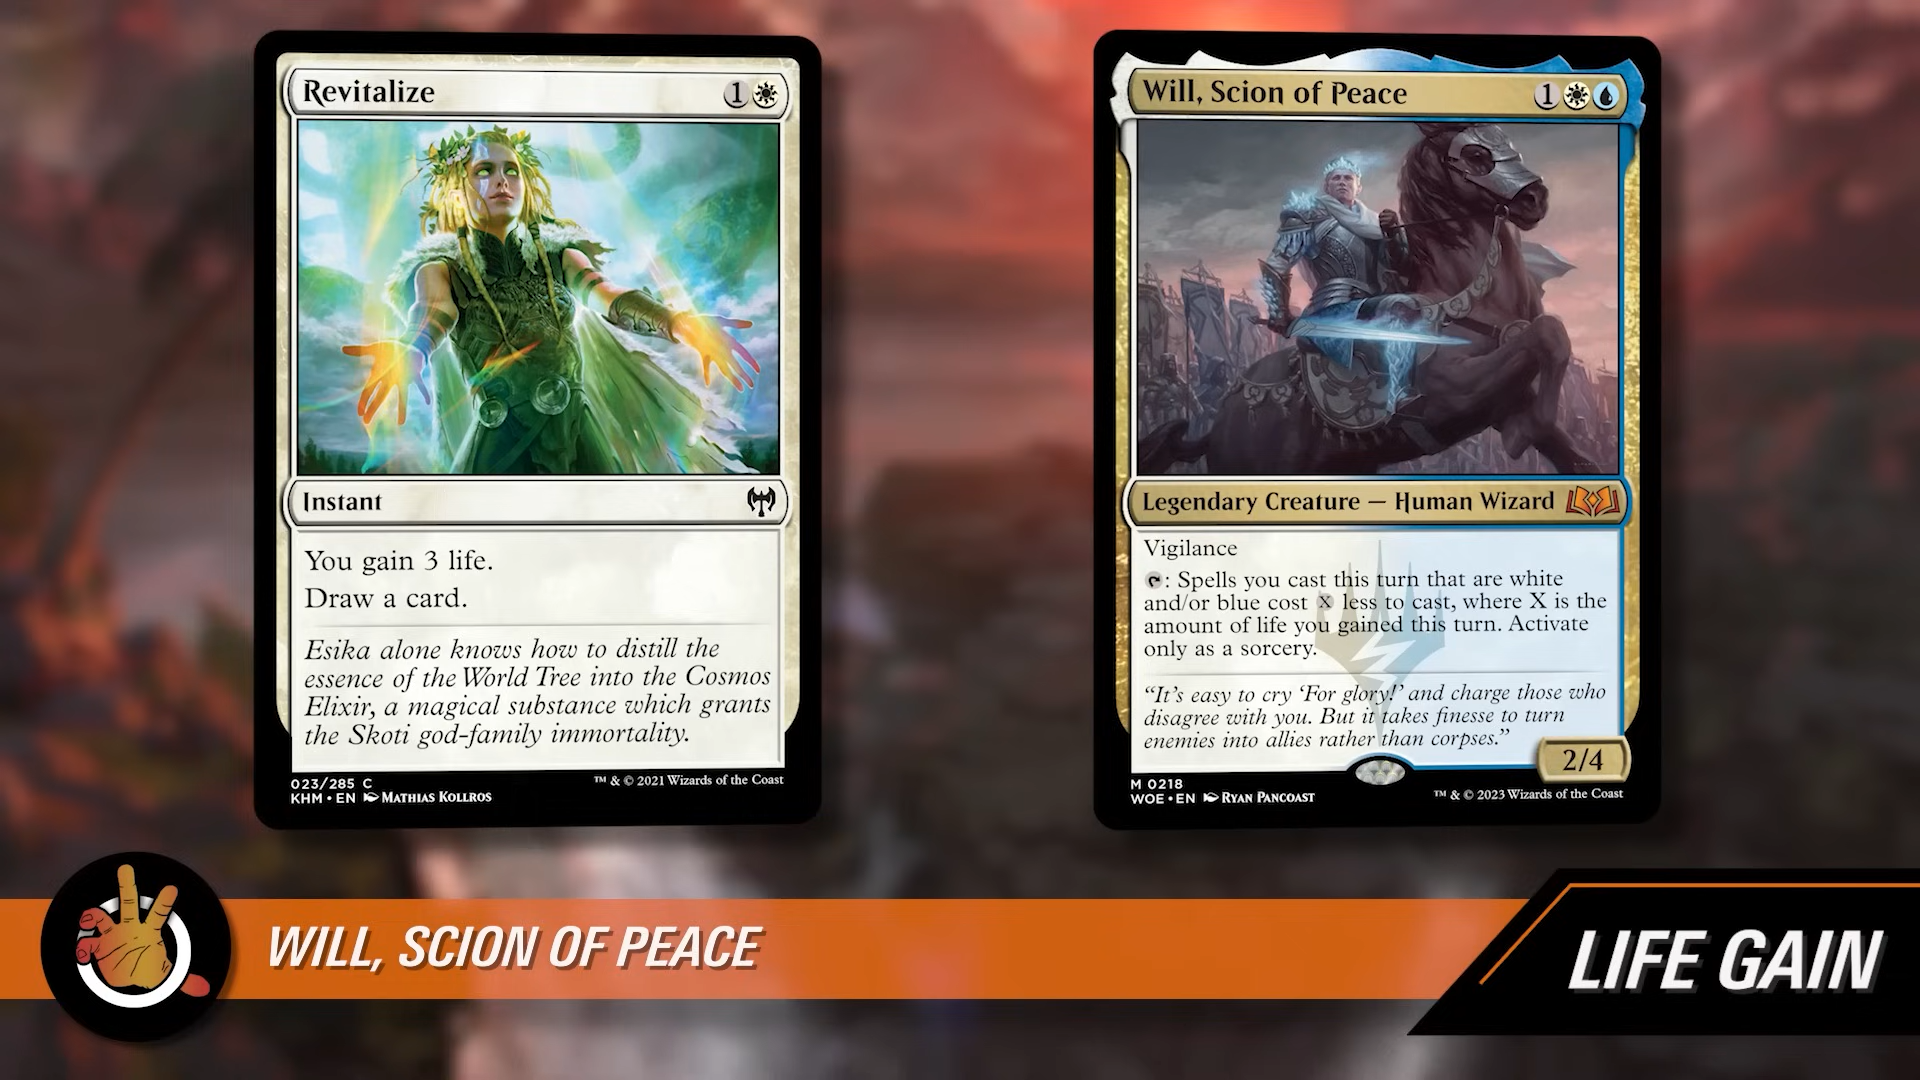 Revitalize 1
Instant
You gain 3 life.
Draw a card.
Esika alone knows how to distill the
essence of the World Tree into the Cosmos
Elixir, a magical substance which grants
the Skoti god-family immortality.
023/285 C
KHM • EN Mathias Kollros
™ & © 2021 Wizards of the Coast
Will, Scion of Peace 1
Legendary Creature — Human Wizard
Vigilance
: Spells you cast this turn that are white
and/or blue cost X less to cast, where X is the
amount of life you gained this turn. Activate
only as a sorcery.
“It’s easy to cry ‘For glory!’ and charge those who
disagree with you. But it takes finesse to turn
enemies into allies rather than corpses.”
2/4
M 0218
WOE • EN Ryan Pancoast
™ & © 2023 Wizards of the Coast
WILL, SCION OF PEACE
LIFE GAIN